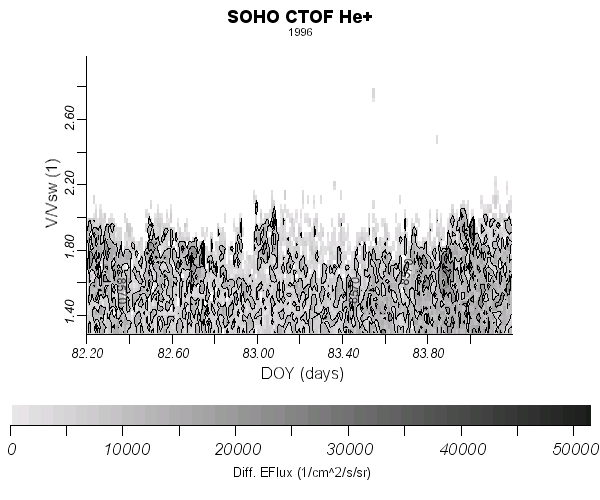 SOHO CTOF He+
1996
V/Vsw (1)
2.60
2.20
1.80
1.40
82.20 82.60 83.00 83.40 83.80
DOY (days)
0 10000 20000 30000 40000 50000
Diff. EFlux (1/cm^2/s/sr)